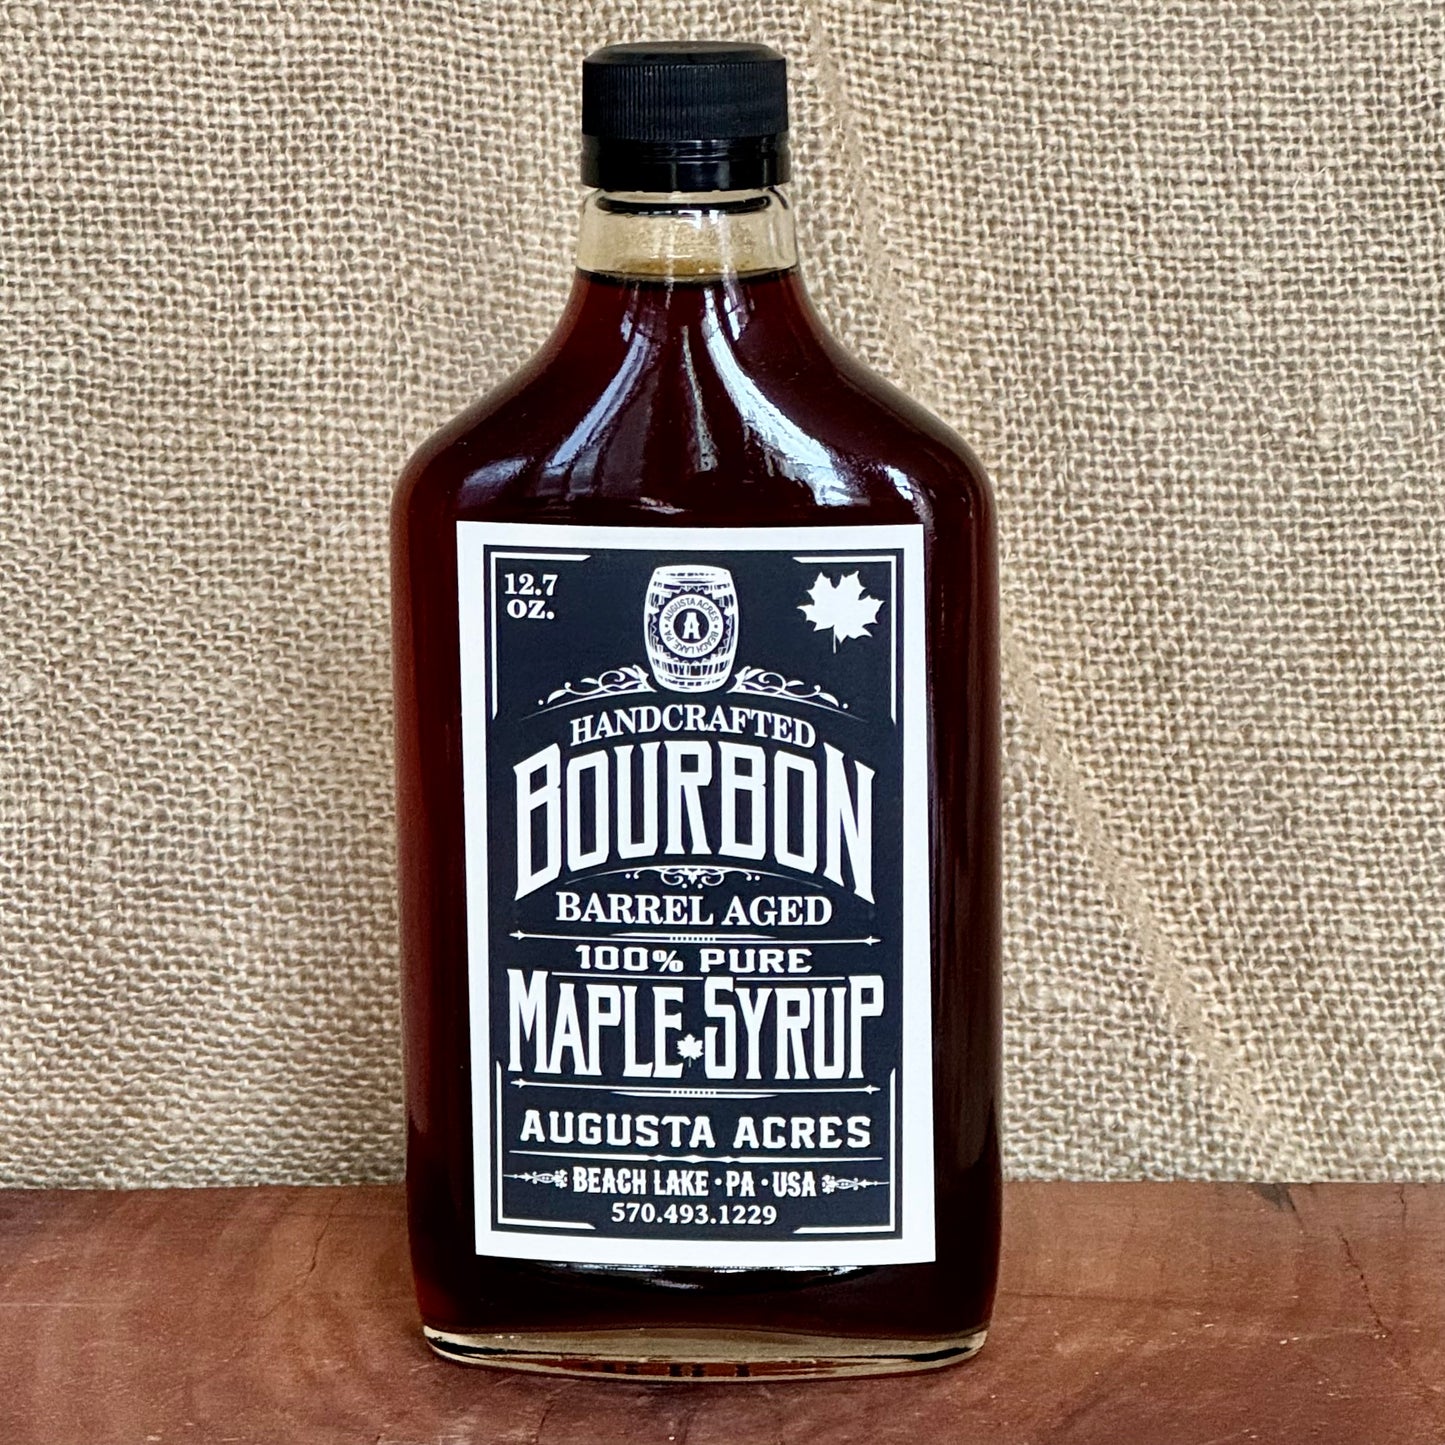 12.7
OZ.
AUGUSTA ACRES
A
BEACH LAKE, PA
HANDCRAFTED
BOURBON
BARREL AGED
100% PURE
MAPLE SYRUP
AUGUSTA ACRES
BEACH LAKE • PA • USA
570.493.1229